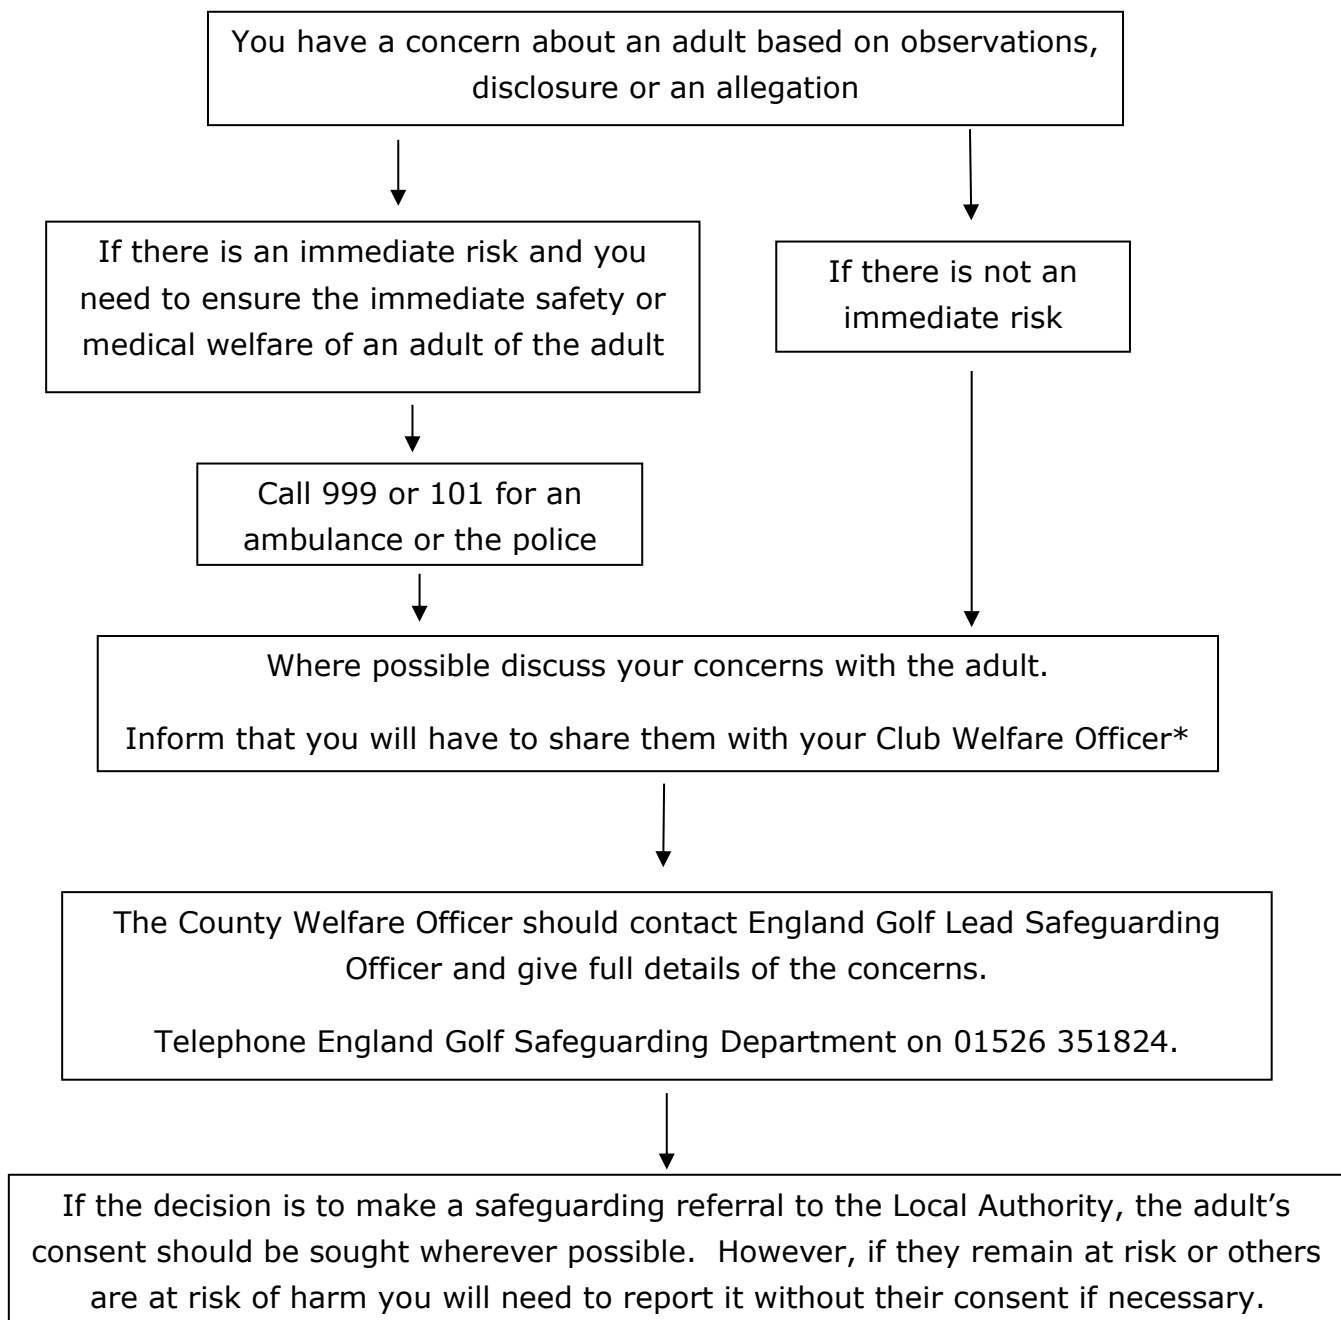 You have a concern about an adult based on observations,
disclosure or an allegation
If there is an immediate risk and you
need to ensure the immediate safety or
medical welfare of an adult of the adult
If there is not an
immediate risk
Call 999 or 101 for an
ambulance or the police
Where possible discuss your concerns with the adult.
Inform that you will have to share them with your Club Welfare Officer*
The County Welfare Officer should contact England Golf Lead Safeguarding
Officer and give full details of the concerns.
Telephone England Golf Safeguarding Department on 01526 351824.
If the decision is to make a safeguarding referral to the Local Authority, the adult’s
consent should be sought wherever possible.  However, if they remain at risk or others
are at risk of harm you will need to report it without their consent if necessary.